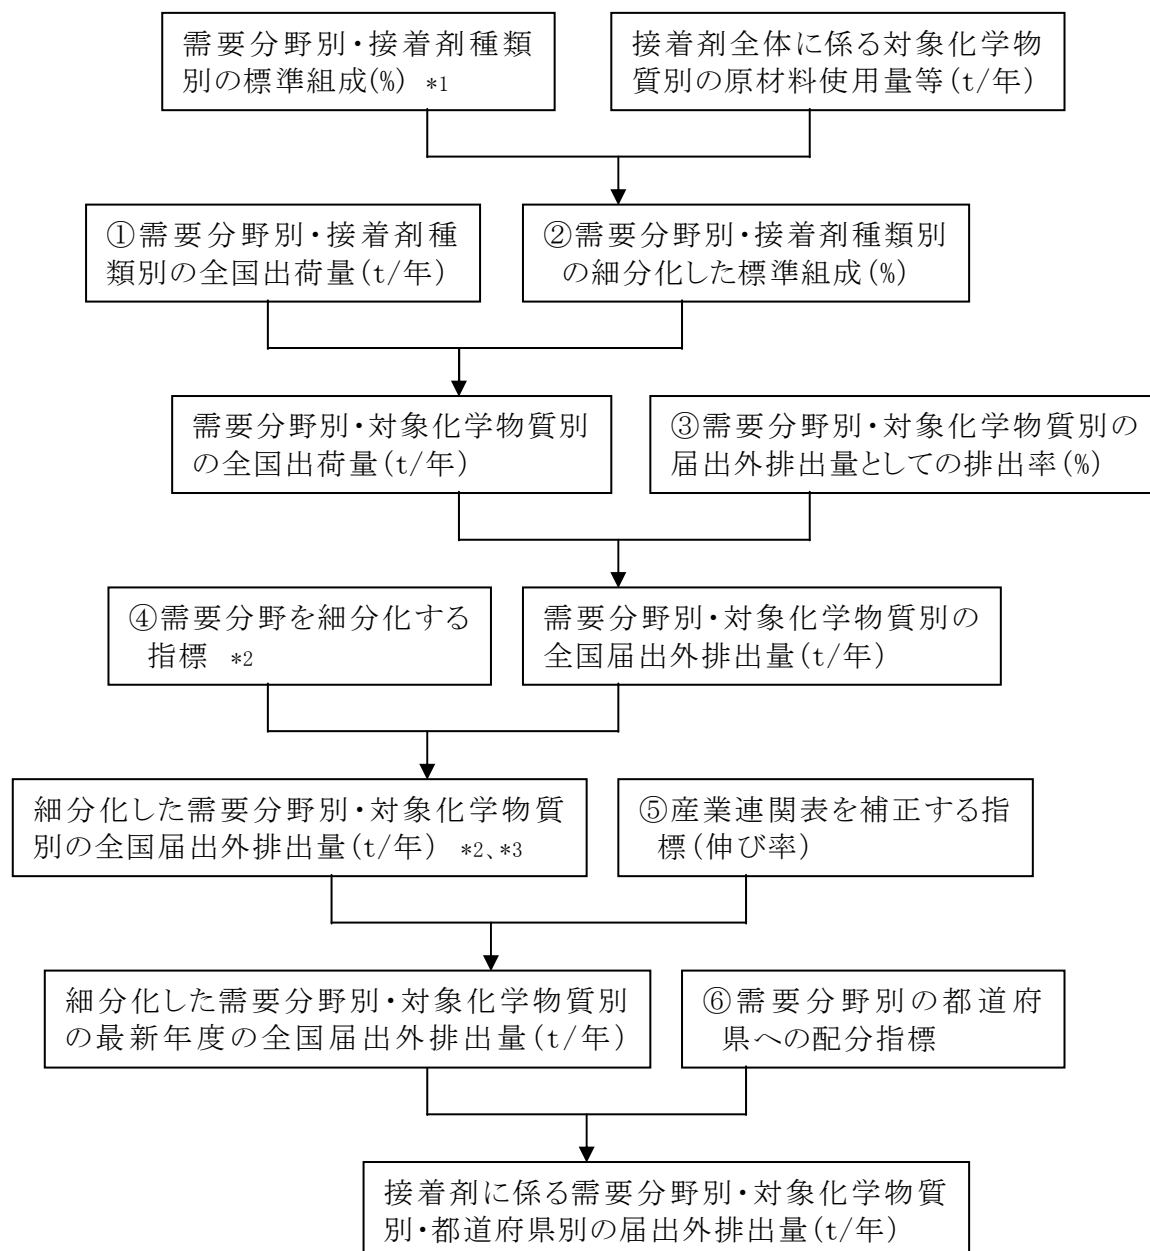 需要分野別・接着剤種類
別の標準組成(%) *1
接着剤全体に係る対象化学物
質別の原材料使用量等(t/年)
①需要分野別・接着剤種
類別の全国出荷量(t/年)
②需要分野別・接着剤種類別
の細分化した標準組成(%)
需要分野別・対象化学物質別
の全国出荷量(t/年)
③需要分野別・対象化学物質別の
届出外排出量としての排出率(%)
④需要分野を細分化する
指標 *2
需要分野別・対象化学物質別の
全国届出外排出量(t/年)
細分化した需要分野別・対象化学物質
別の全国届出外排出量(t/年) *2、*3
⑤産業連関表を補正する指
標(伸び率)
細分化した需要分野別・対象化学物質別
の最新年度の全国届出外排出量(t/年)
⑥需要分野別の都道府
県への配分指標
接着剤に係る需要分野別・対象化学物質
別・都道府県別の届出外排出量(t/年)